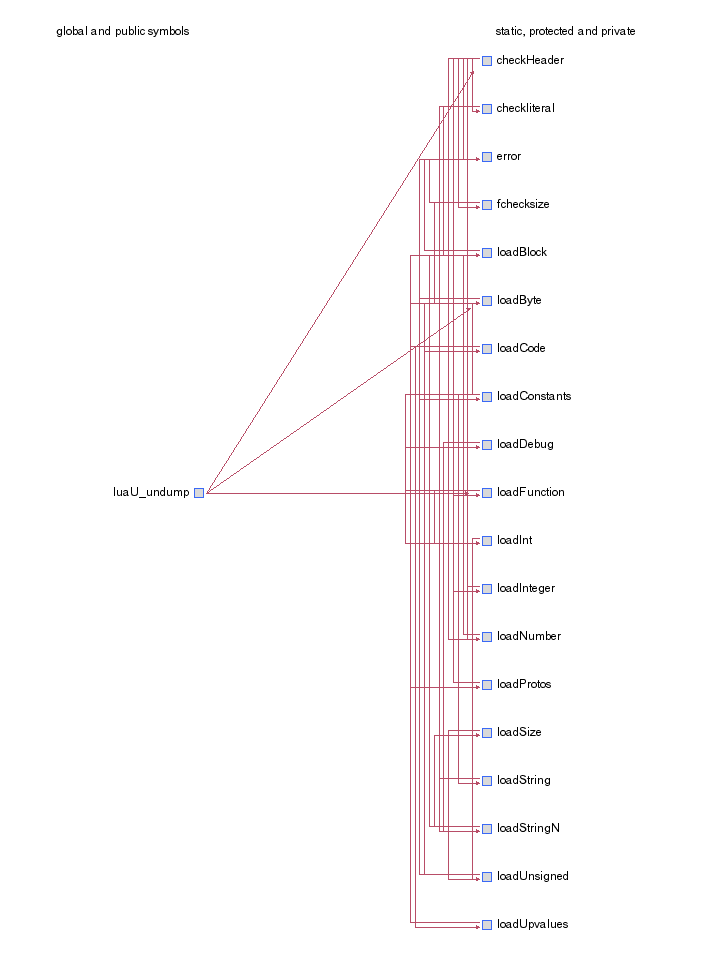 global and public symbols
static, protected and private
checkHeader
checkliteral
error
fchecksize
loadBlock
loadByte
loadCode
loadConstants
loadDebug
luaU_undump
loadFunction
loadInt
loadInteger
loadNumber
loadProtos
loadSize
loadString
loadStringN
loadUnsigned
loadUpvalues